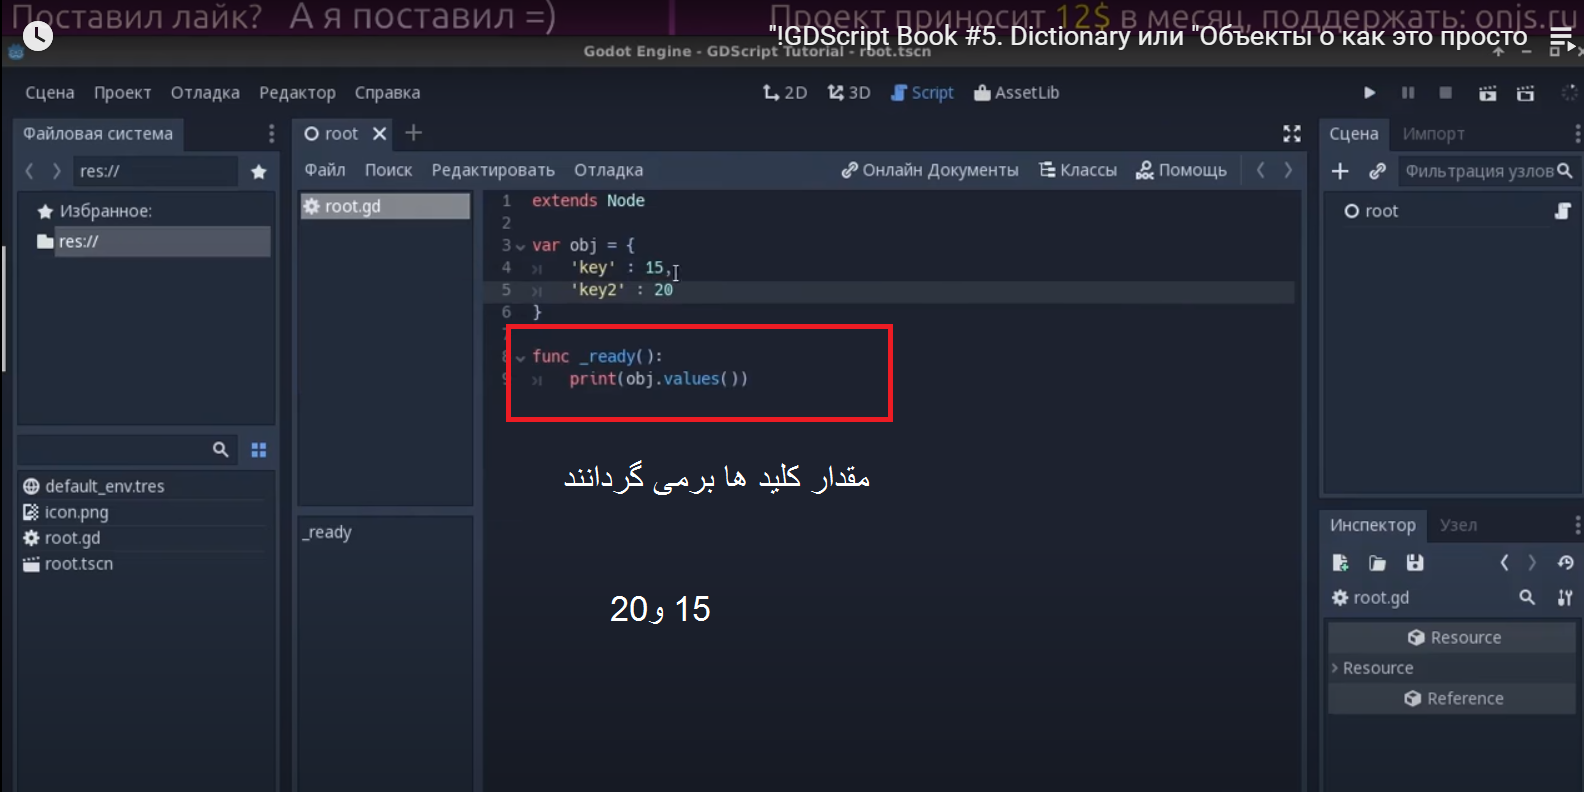 Поставил лайк? А я поставил =)
Проект приносит 12$ в месяц, поддержать: onjs.ru
"!GDScript Book #5. Dictionary или "Объекты о как это просто
Godot Engine - GDScript Tutorial - root.tscn
Сцена Проект Отладка Редактор Справка
2D 3D Script AssetLib
Файловая система
res://
Избранное:
res://
default_env.tres
icon.png
root.gd
root.tscn
root
Файл Поиск Редактировать Отладка
Онлайн Документы Классы Помощь
root.gd
_ready
1 extends Node
2
3 var obj = {
4 'key' : 15,
5 'key2' : 20
6 }
7
8 func _ready():
9 print(obj.values())
مقدار کلید ها برمی گردانند
15 و20
Сцена Импорт
Фильтрация узлов
root
Инспектор Узел
root.gd
Resource
Resource
Reference